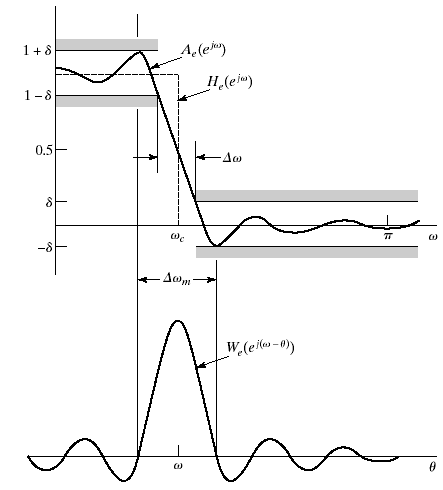 1 + δ
A_e(e^{jω})
H_e(e^{jω})
1 − δ
0.5
Δω
δ
ω_c
π
ω
−δ
Δω_m
W_e(e^{j(ω − θ)})
ω
θ